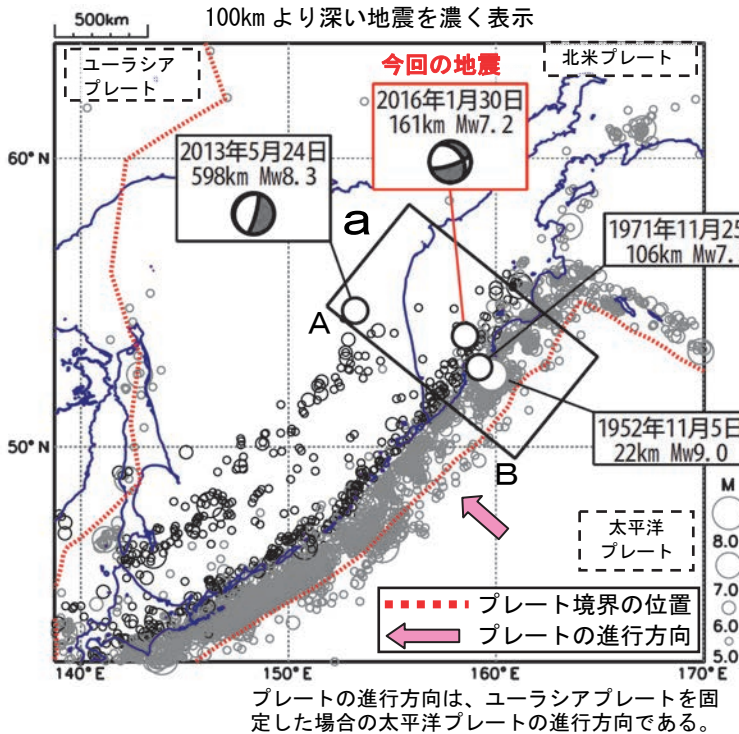 500km
100kmより深い地震を濃く表示
ユーラシア
プレート
今回の地震
北米プレート
2016年1月30日
161km Mw7.2
60°N
2013年5月24日
598km Mw8.3
a
1971年11月25
106km Mw7.
A
50°N
1952年11月5日
22km Mw9.0
B
M
太平洋
プレート
8.0
7.0
プレート境界の位置
6.0
プレートの進行方向
5.0
140°E
150°E
160°E
170°E
プレートの進行方向は、ユーラシアプレートを固
定した場合の太平洋プレートの進行方向である。